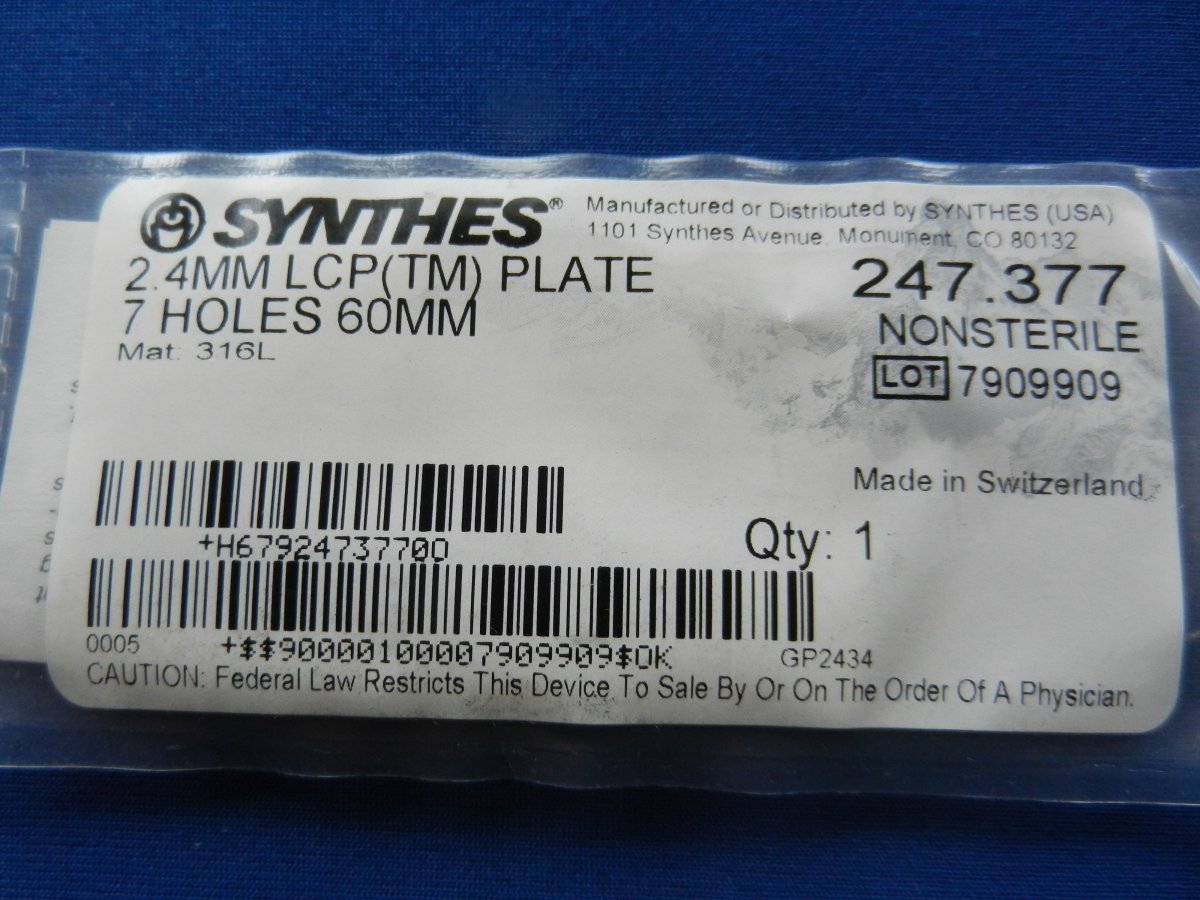 SYNTHES®
Manufactured or Distributed by SYNTHES (USA)
1101 Synthes Avenue, Monument, CO 80132
2.4MM LCP(TM) PLATE
7 HOLES 60MM
Mat: 316L
247.377
NONSTERILE
LOT 7909909
Made in Switzerland
+H67924737700
Qty: 1
0005
+$$90000100007909909$0K
GP2434
CAUTION: Federal Law Restricts This Device To Sale By Or On The Order Of A Physician.